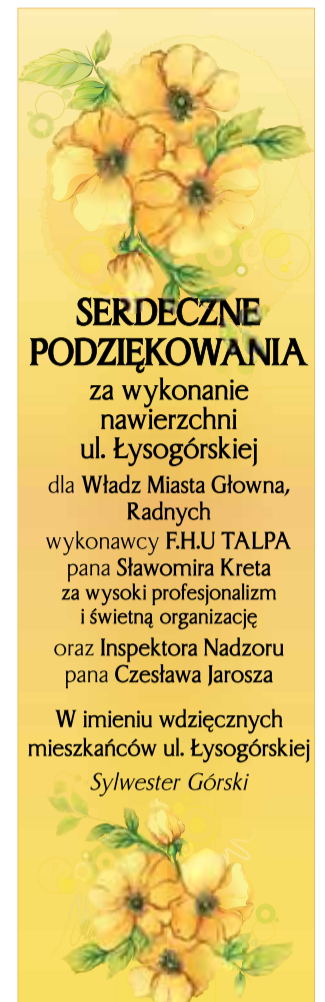 SERDECZNE
PODZIĘKOWANIA
za wykonanie
nawierzchni
ul. Łysogórskiej
dla Władz Miasta Głowna,
Radnych
wykonawcy F.H.U TALPA
pana Sławomira Kreta
za wysoki profesjonalizm
i świetną organizację
oraz Inspektora Nadzoru
pana Czesława Jarosza
W imieniu wdzięcznych
mieszkańców ul. Łysogórskiej
Sylwester Górski